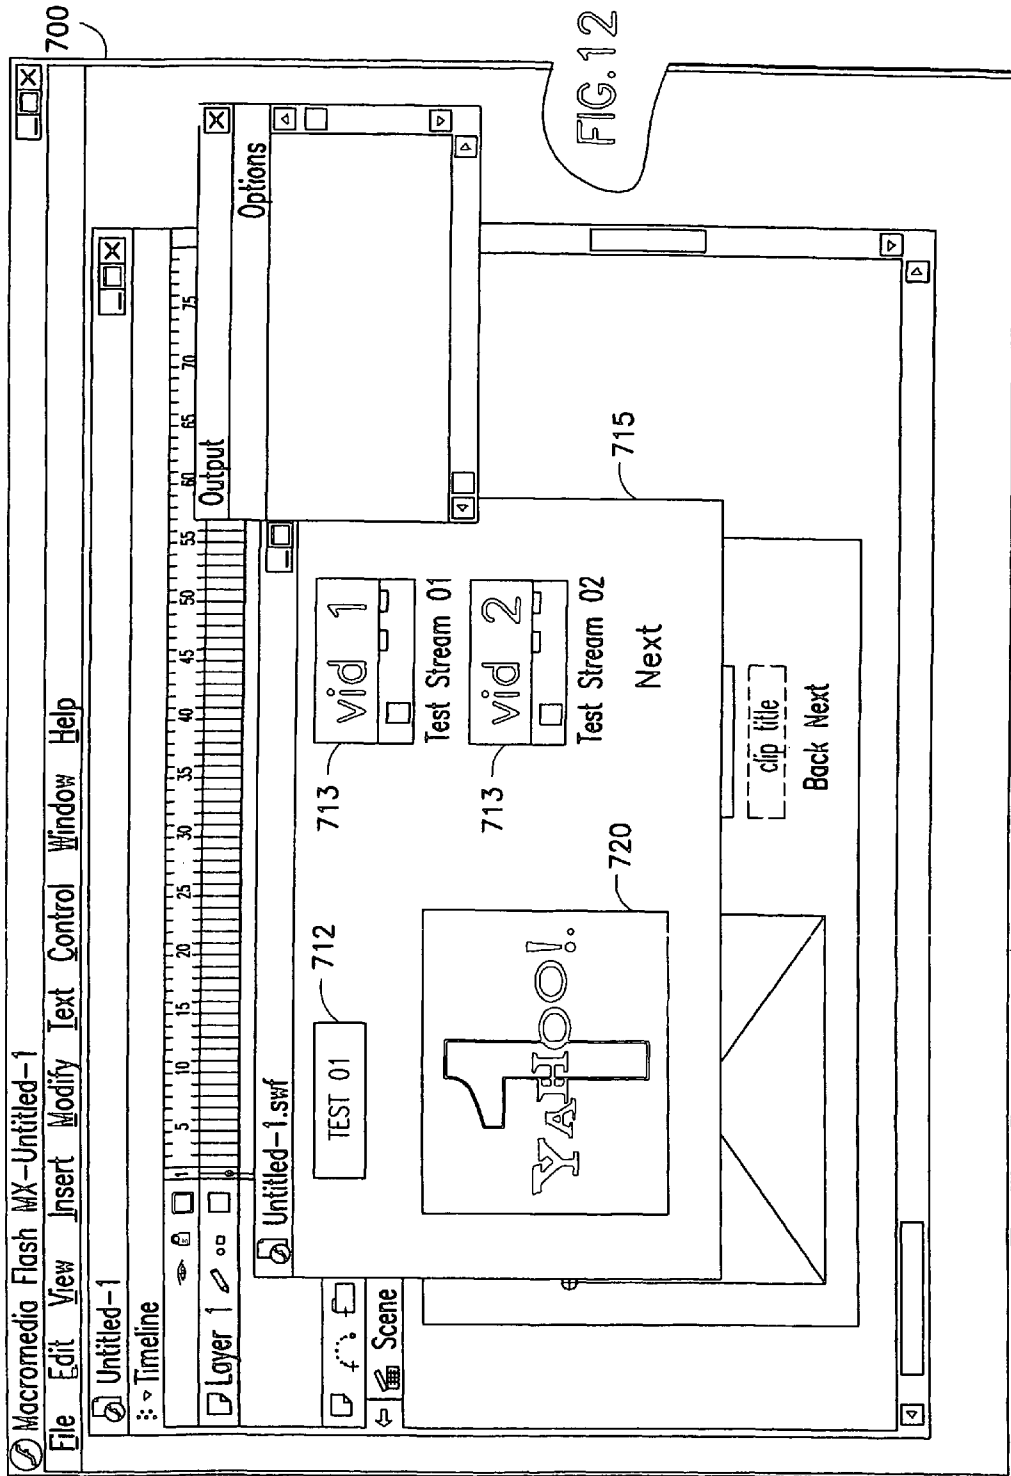 700
Macromedia Flash MX-Untitled-1
File Edit View Insert Modify Text Control Window Help
Untitled-1
Timeline
1 5 10 15 20 25 30 35 40 45 50 55 60 65 70 75
Layer 1
Output
Options
Untitled-1.swf
712
TEST 01
713
vid 1
Test Stream 01
713
vid 2
Test Stream 02
Next
715
720
1
YAHOO!.
Scene
clip title
Back Next
FIG.12